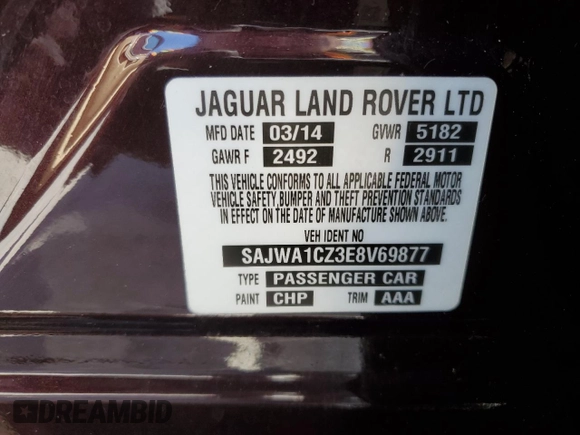 JAGUAR LAND ROVER LTD
MFD DATE 03/14 GVWR 5182
GAWR F 2492 R 2911
THIS VEHICLE CONFORMS TO ALL APPLICABLE FEDERAL MOTOR
VEHICLE SAFETY, BUMPER AND THEFT PREVENTION STANDARDS
IN EFFECT ON THE DATE OF MANUFACTURE SHOWN ABOVE.
VEH IDENT NO
SAJWA1CZ3E8V69877
TYPE PASSENGER CAR
PAINT CHP TRIM AAA
DREAMBID